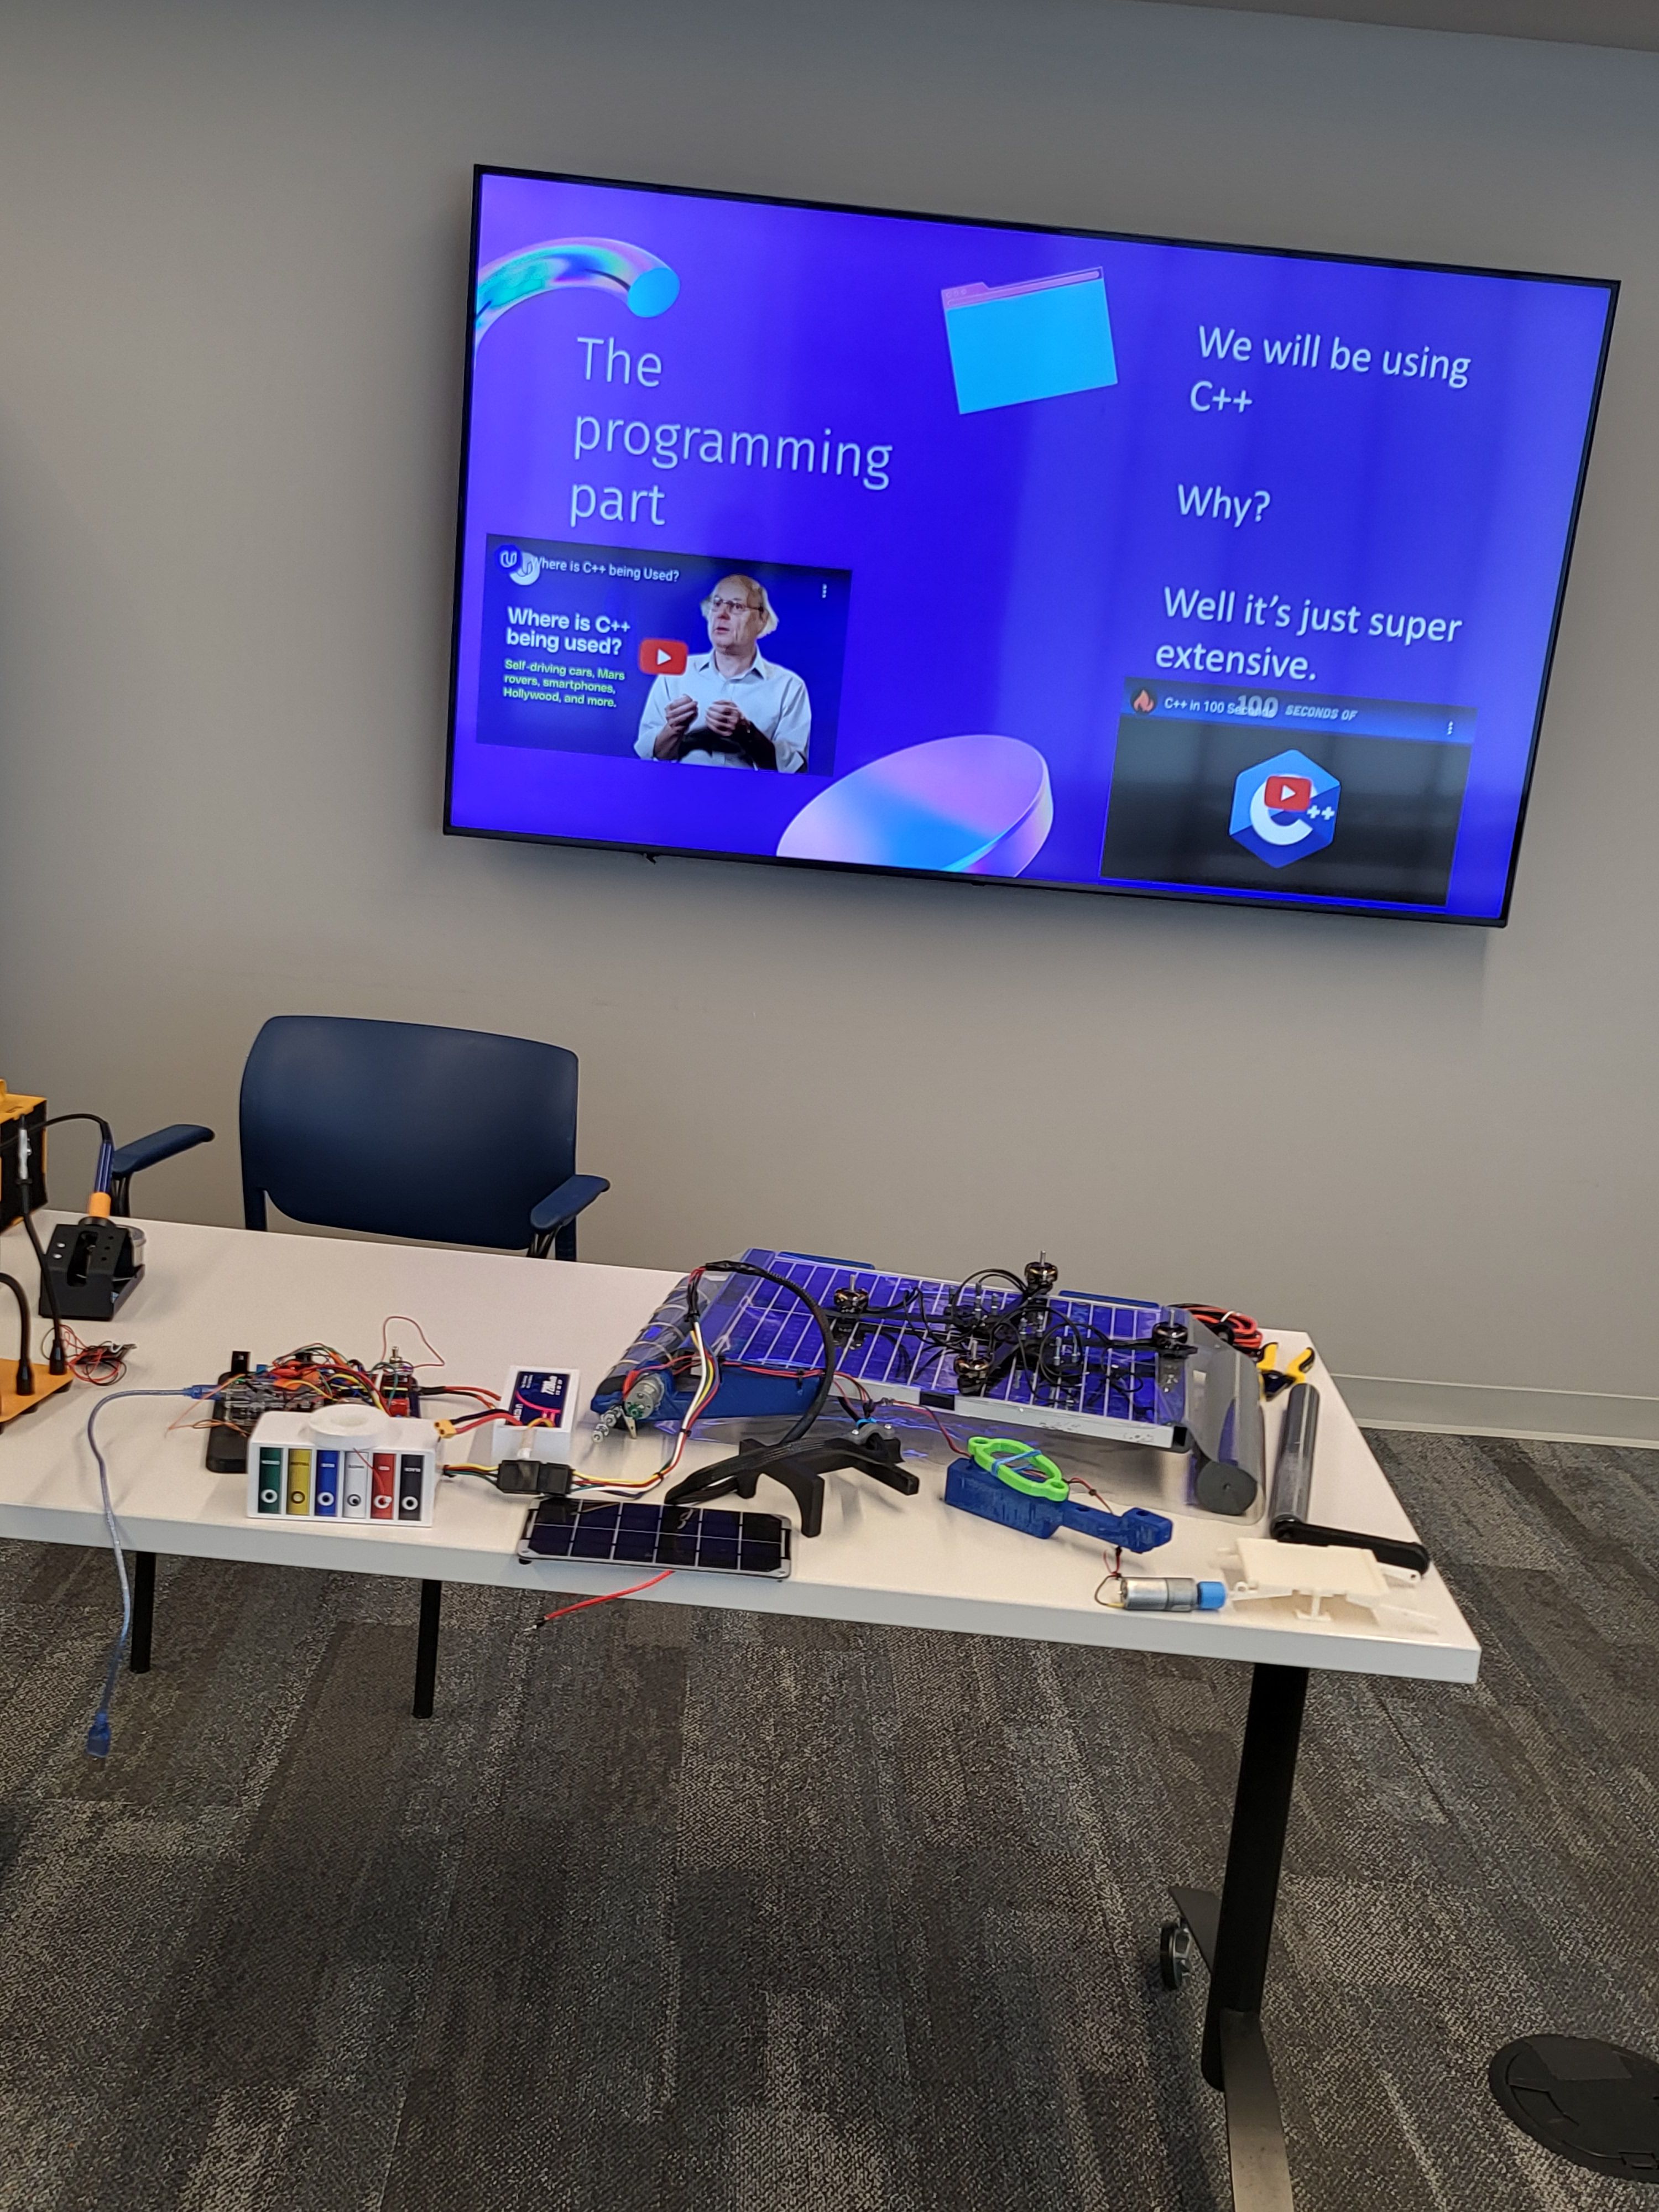 The
programming
part
We will be using
C++
Why?
Well it's just super
extensive.
Where is C++ being Used?
Where is C++
being used?
Self-driving cars, Mars
rovers, smartphones,
Hollywood, and more.
C++ in 100 Seconds
100 SECONDS OF
C++